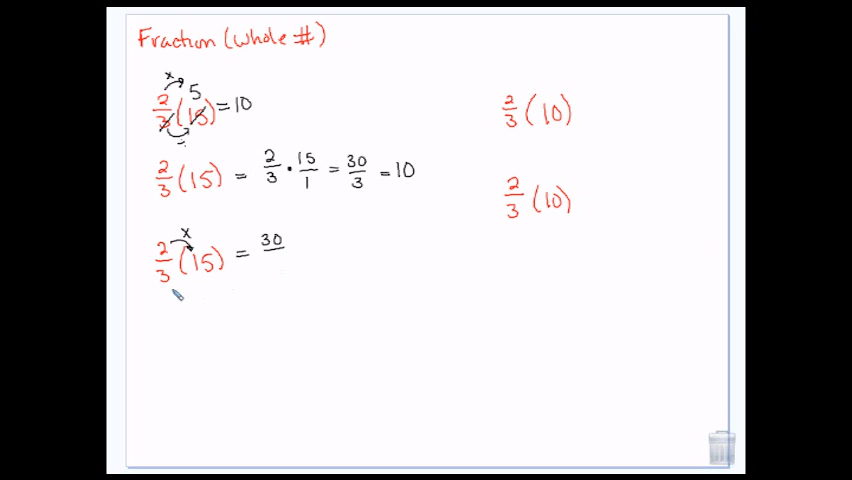 Fraction (Whole #)
x
5
2/3 (15) = 10
÷
2/3 (15) = 2/3 · 15/1 = 30/3 = 10
x
2/3 (15) = 30/
2/3 (10)
2/3 (10)